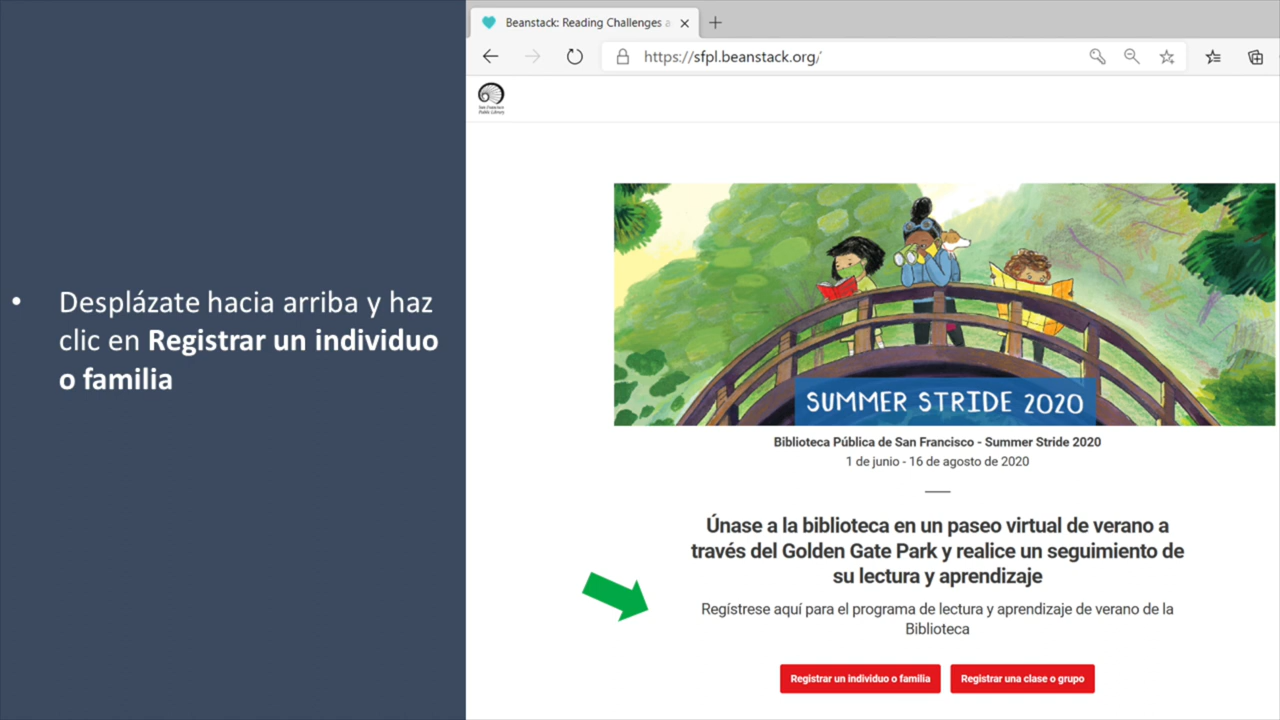 • Desplázate hacia arriba y haz
clic en Registrar un individuo
o familia
Beanstack: Reading Challenges a
https://sfpl.beanstack.org/
San Francisco
Public Library
SUMMER STRIDE 2020
Biblioteca Pública de San Francisco - Summer Stride 2020
1 de junio - 16 de agosto de 2020
Únase a la biblioteca en un paseo virtual de verano a
través del Golden Gate Park y realice un seguimiento de
su lectura y aprendizaje
Regístrese aquí para el programa de lectura y aprendizaje de verano de la
Biblioteca
Registrar un individuo o familia
Registrar una clase o grupo